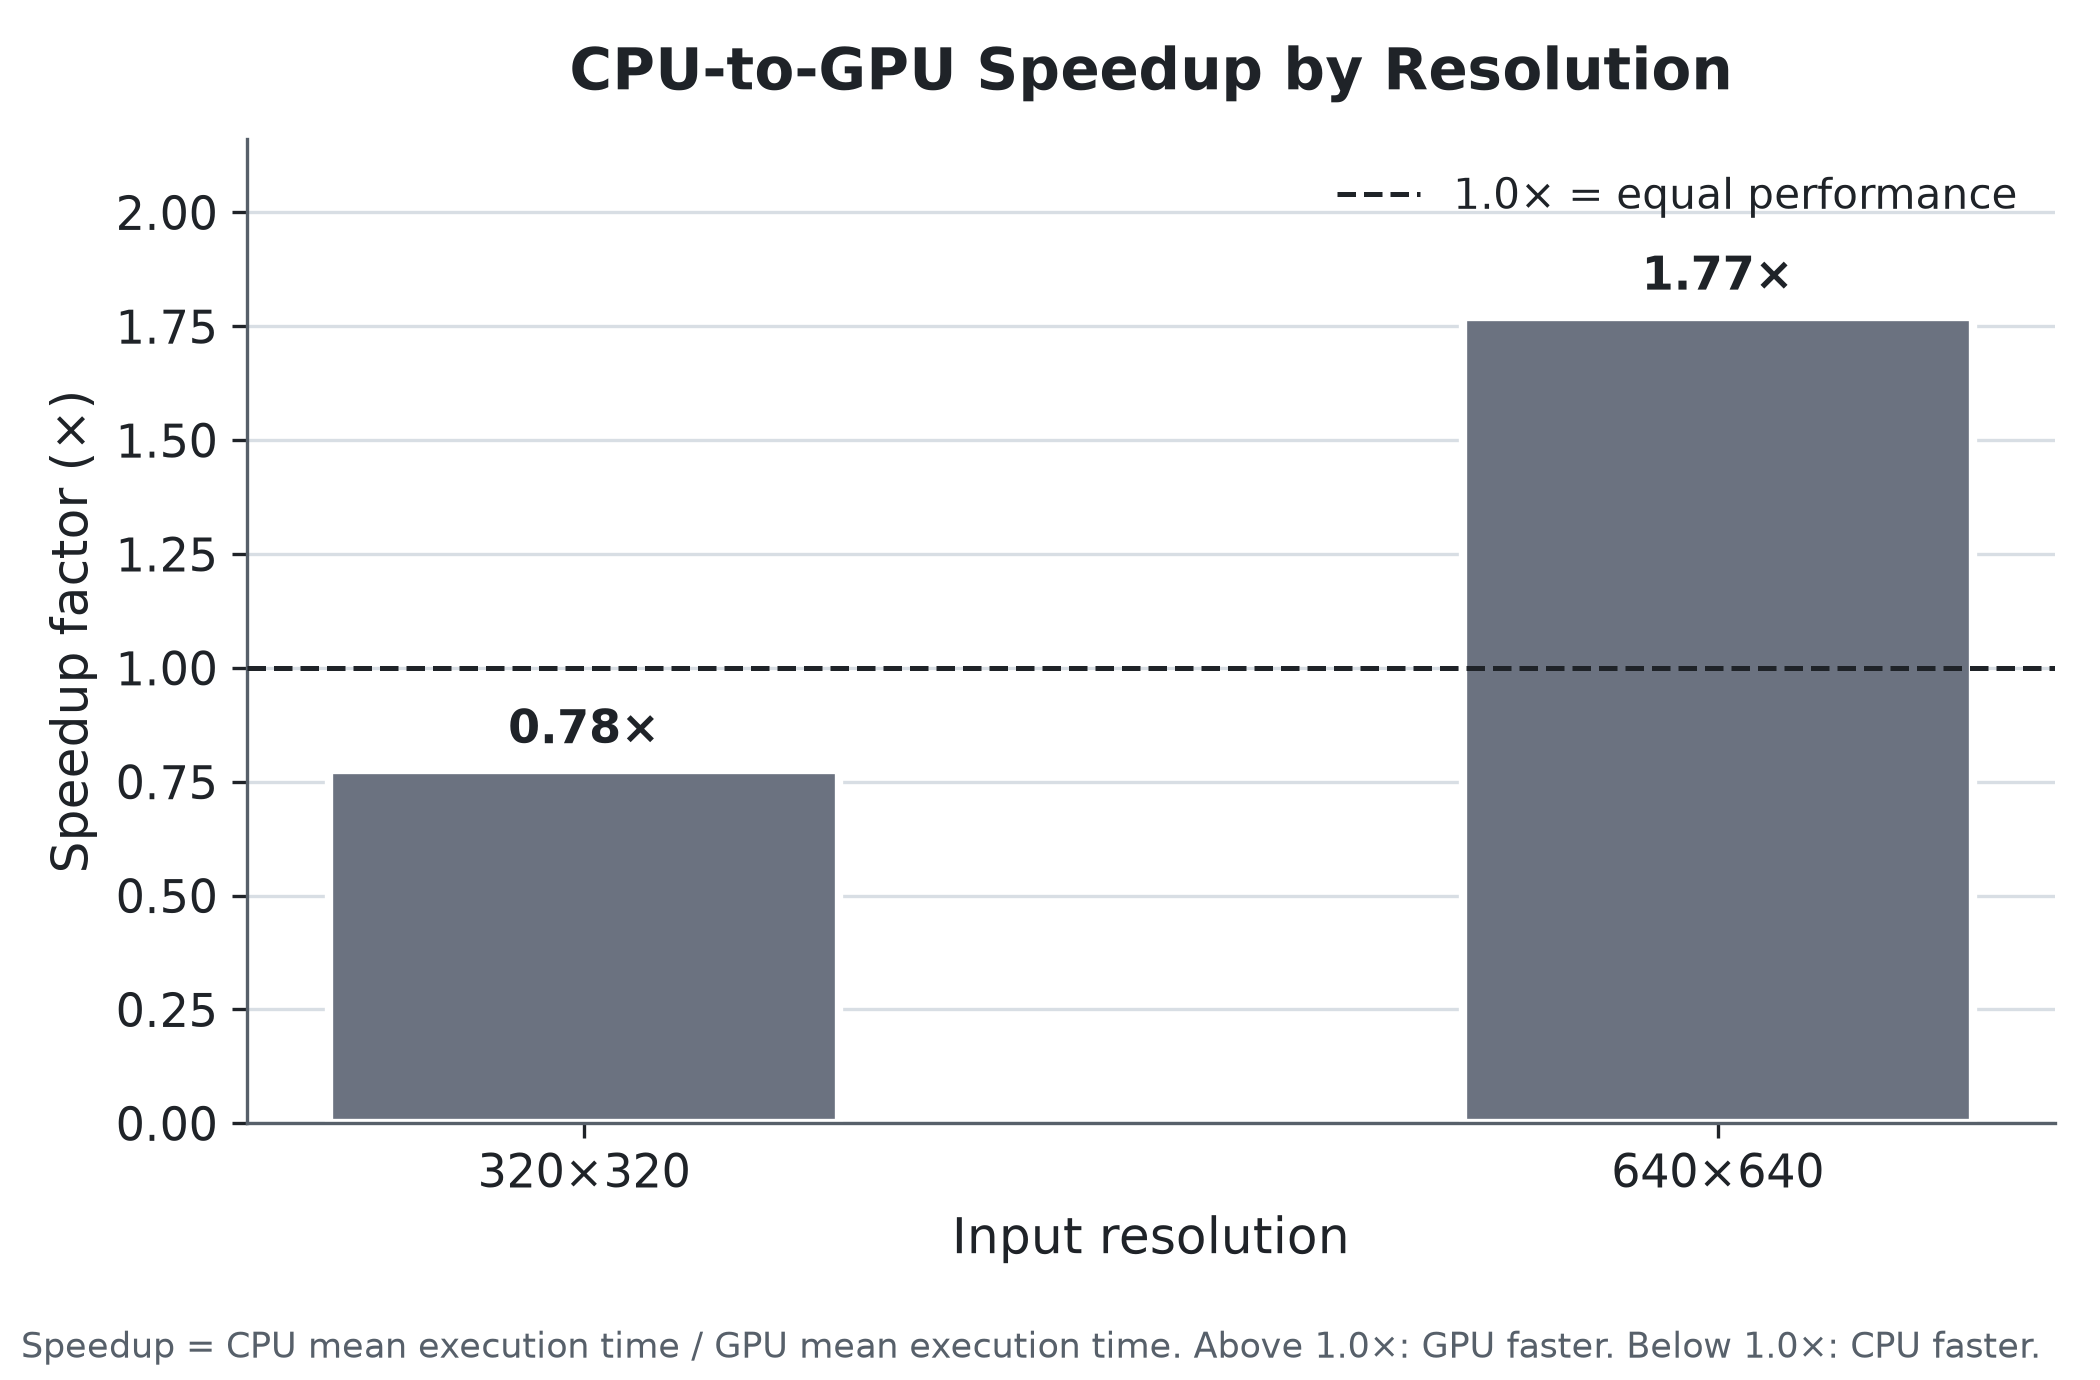 CPU-to-GPU Speedup by Resolution
1.0× = equal performance
2.00
1.75
1.50
1.25
1.00
0.75
0.50
0.25
0.00
Speedup factor (×)
0.78×
1.77×
320×320
640×640
Input resolution
Speedup = CPU mean execution time / GPU mean execution time. Above 1.0×: GPU faster. Below 1.0×: CPU faster.